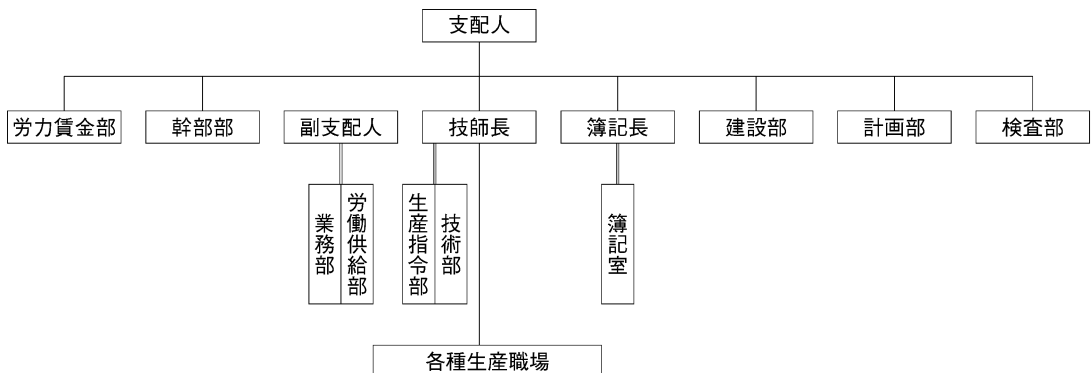 支配人
労力賃金部
幹部部
副支配人
技師長
簿記長
建設部
計画部
検査部
業務部
労働供給部
生産指令部
技術部
簿記室
各種生産職場